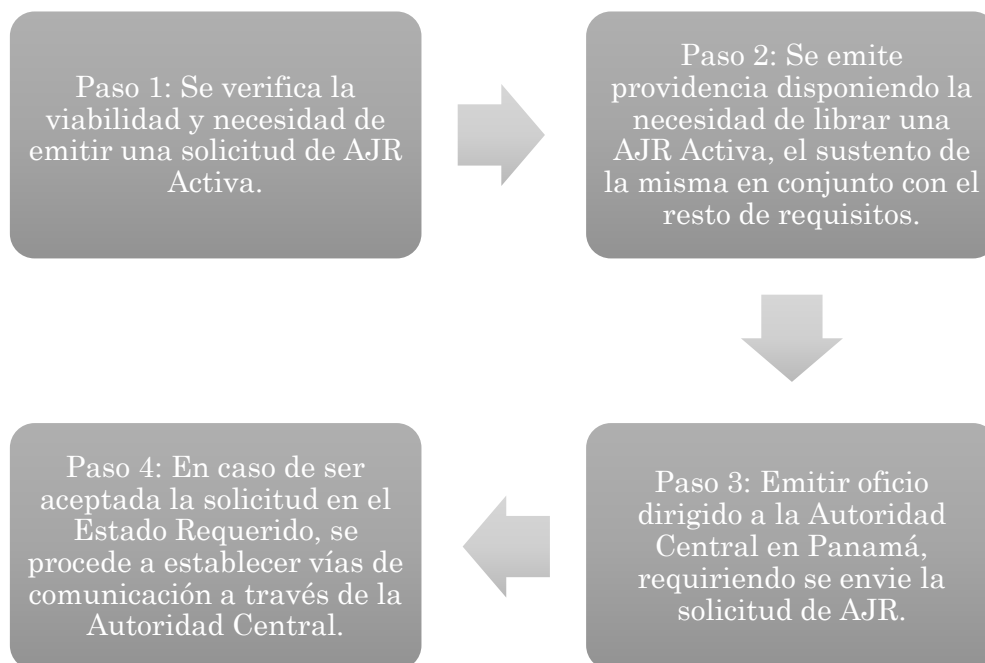 Paso 1: Se verifica la
viabilidad y necesidad de
emitir una solicitud de AJR
Activa.
Paso 2: Se emite
providencia disponiendo la
necesidad de librar una
AJR Activa, el sustento de
la misma en conjunto con el
resto de requisitos.
Paso 3: Emitir oficio
dirigido a la Autoridad
Central en Panamá,
requiriendo se envie la
solicitud de AJR.
Paso 4: En caso de ser
aceptada la solicitud en el
Estado Requerido, se
procede a establecer vías de
comunicación a través de la
Autoridad Central.